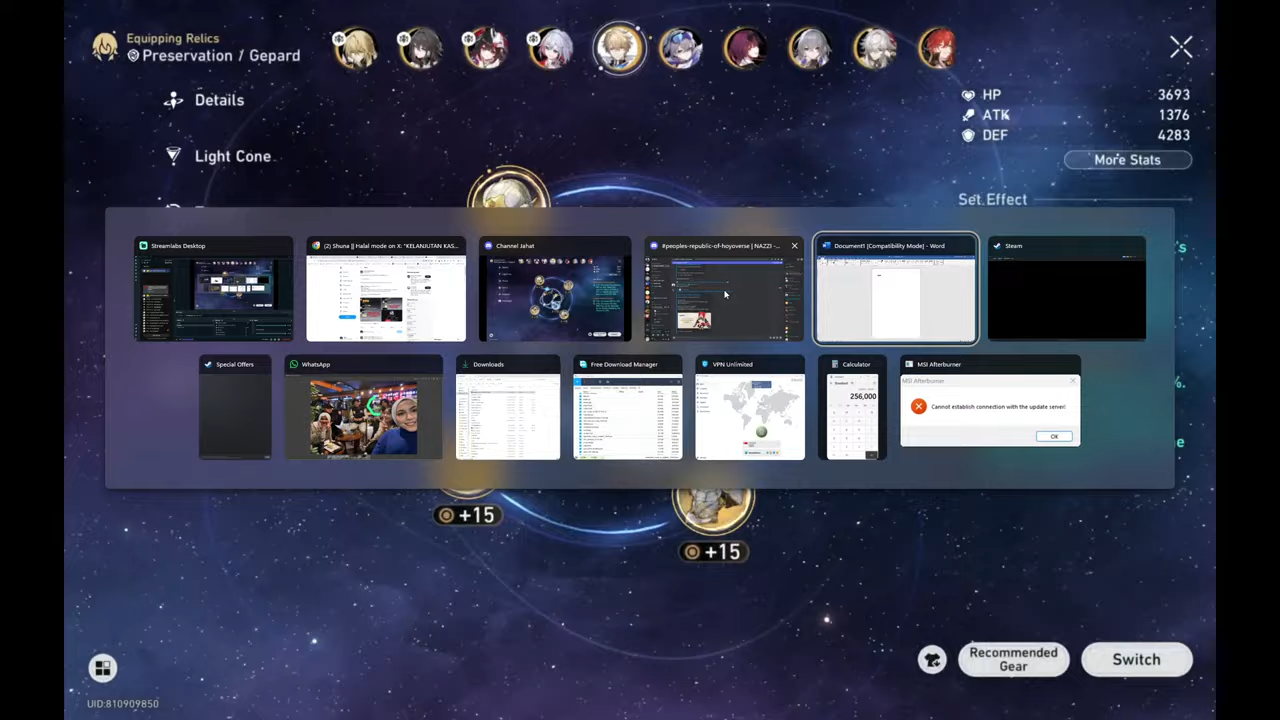 Equipping Relics
Preservation / Gepard
Details
Light Cone
HP 3693
ATK 1376
DEF 4283
More Stats
Set Effect
Streamlabs Desktop
(2) Shuna || Halal mode on X: "KELANJUTAN KAS...
Channel Jahat
#peoples-republic-of-hoyoverse | NAZZI -...
Document1 [Compatibility Mode] - Word
Steam
's
Special Offers
WhatsApp
Downloads
Free Download Manager
VPN Unlimited
Calculator
MSI Afterburner
MSI Afterburner
Standard
256,000
Cannot establish connection with the update server!
OK
%.
e
+15
+15
Recommended
Gear
Switch
UID:810909850